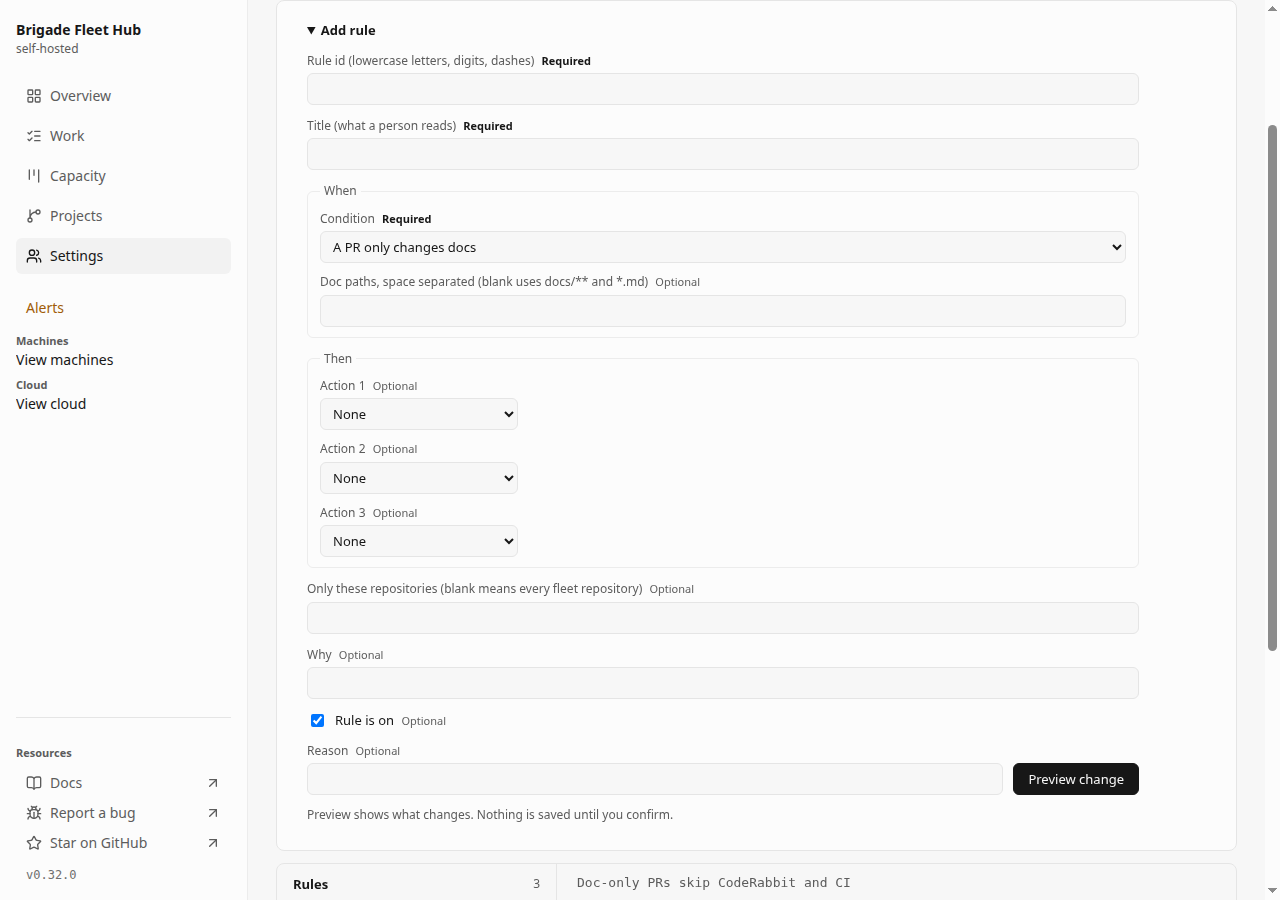 Brigade Fleet Hub
self-hosted
Overview
Work
Capacity
Projects
Settings
Alerts
Machines
View machines
Cloud
View cloud
Resources
Docs
Report a bug
Star on GitHub
v0.32.0
▼ Add rule
Rule id (lowercase letters, digits, dashes) Required
Title (what a person reads) Required
When
Condition Required
A PR only changes docs
Doc paths, space separated (blank uses docs/** and *.md) Optional
Then
Action 1 Optional
None
Action 2 Optional
None
Action 3 Optional
None
Only these repositories (blank means every fleet repository) Optional
Why Optional
Rule is on Optional
Reason Optional
Preview change
Preview shows what changes. Nothing is saved until you confirm.
Rules 3
Doc-only PRs skip CodeRabbit and CI